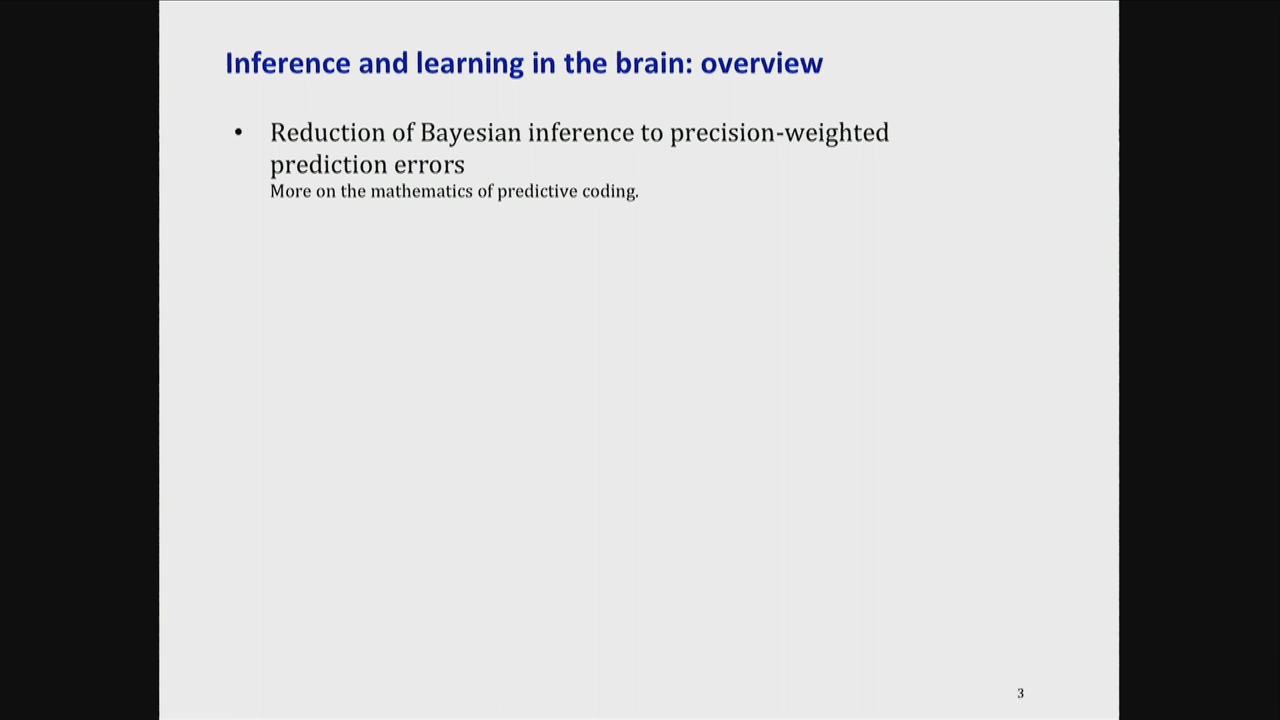 Inference and learning in the brain: overview
• Reduction of Bayesian inference to precision-weighted
prediction errors
More on the mathematics of predictive coding.
3